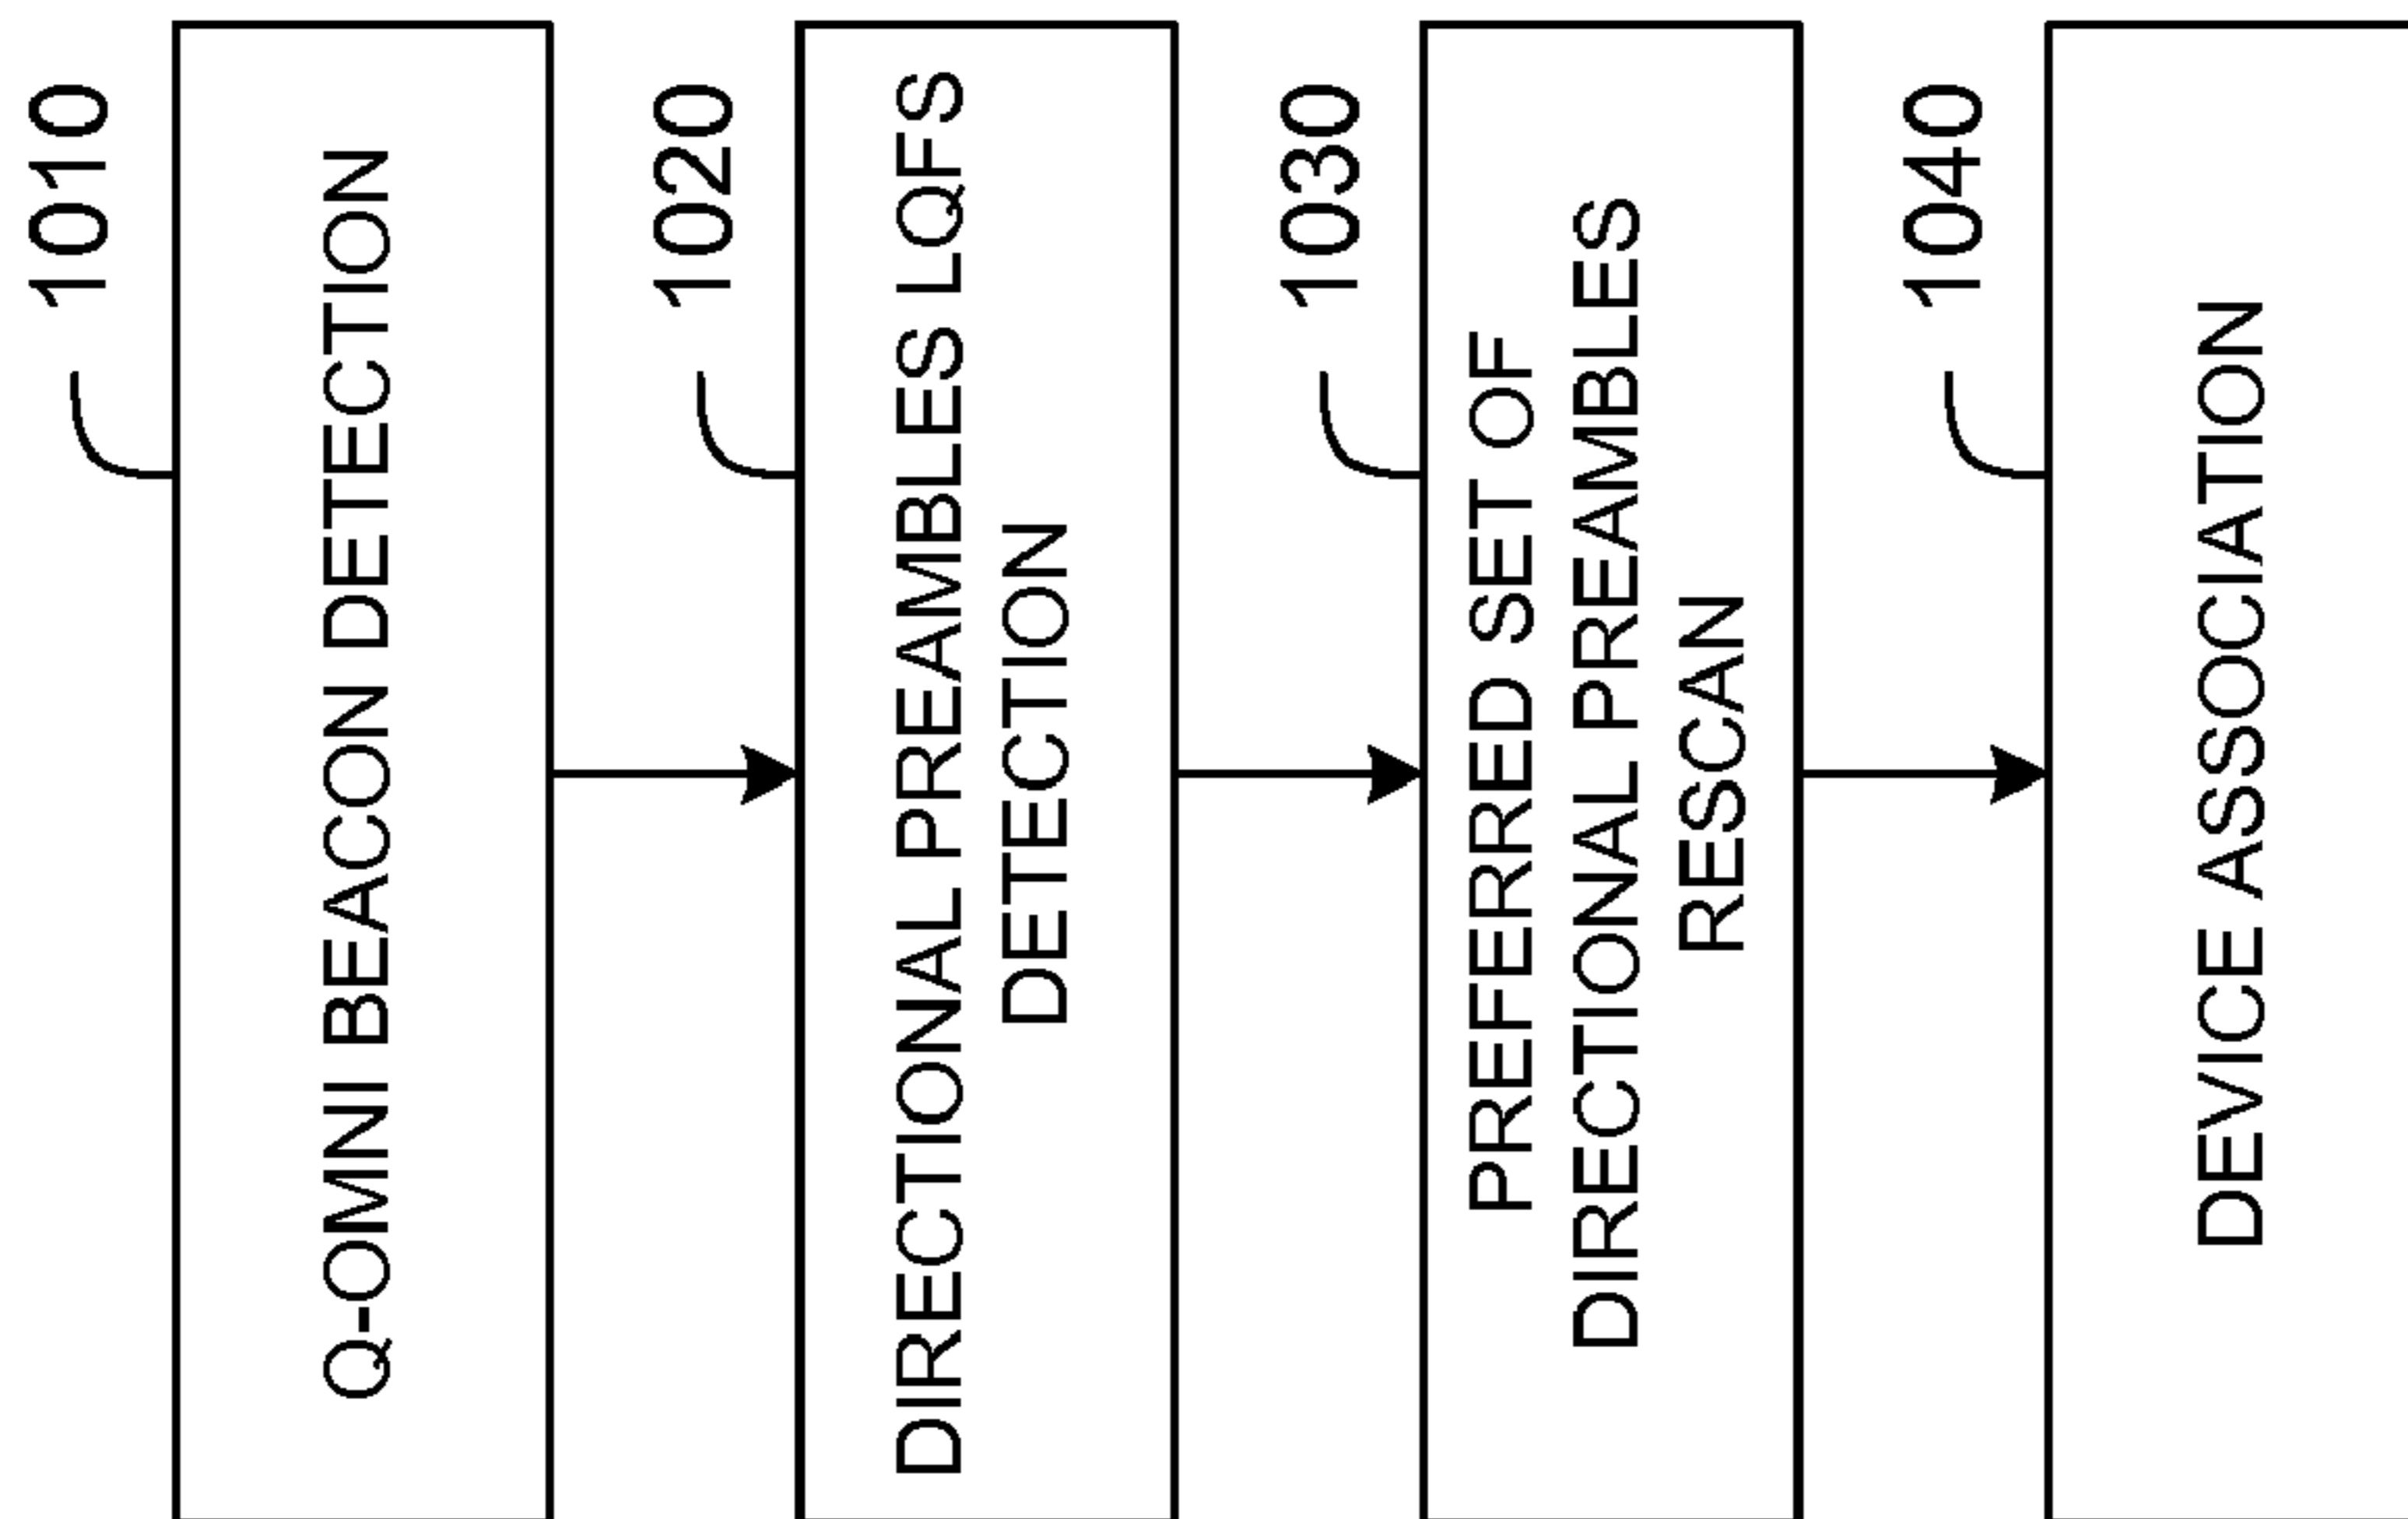 1010
Q-OMNI BEACON DETECTION
1020
DIRECTIONAL PREAMBLES LQFS
DETECTION
1030
PREFERRED SET OF
DIRECTIONAL PREAMBLES
RESCAN
1040
DEVICE ASSOCIATION